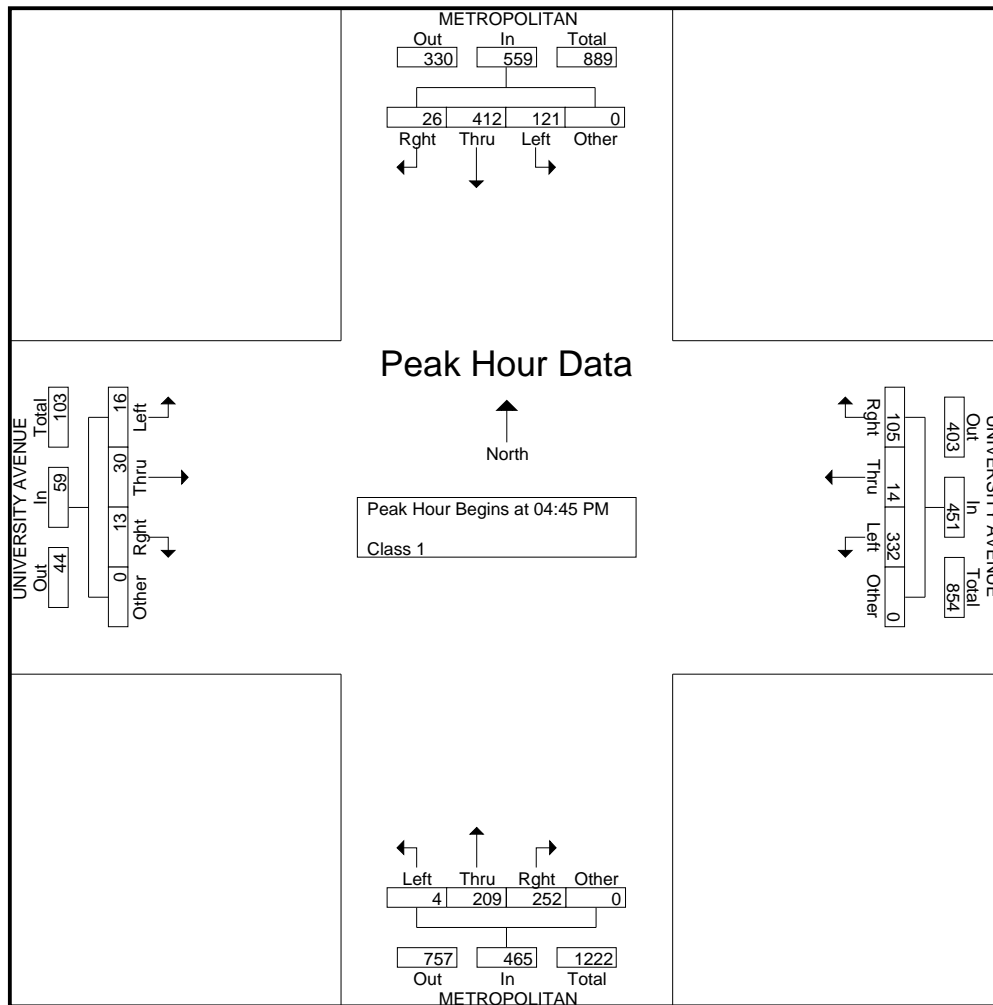 METROPOLITAN
Out In Total
330 559 889
26 412 121 0
Rght Thru Left Other
Peak Hour Data
North
Peak Hour Begins at 04:45 PM
Class 1
UNIVERSITY AVENUE
Out In Total
44 59 103
Left Thru Rght Other
16 30 13 0
UNIVERSITY AVENUE
Out In Total
403 451 854
105 14 332 0
Rght Thru Left Other
Left Thru Rght Other
4 209 252 0
757 465 1222
Out In Total
METROPOLITAN